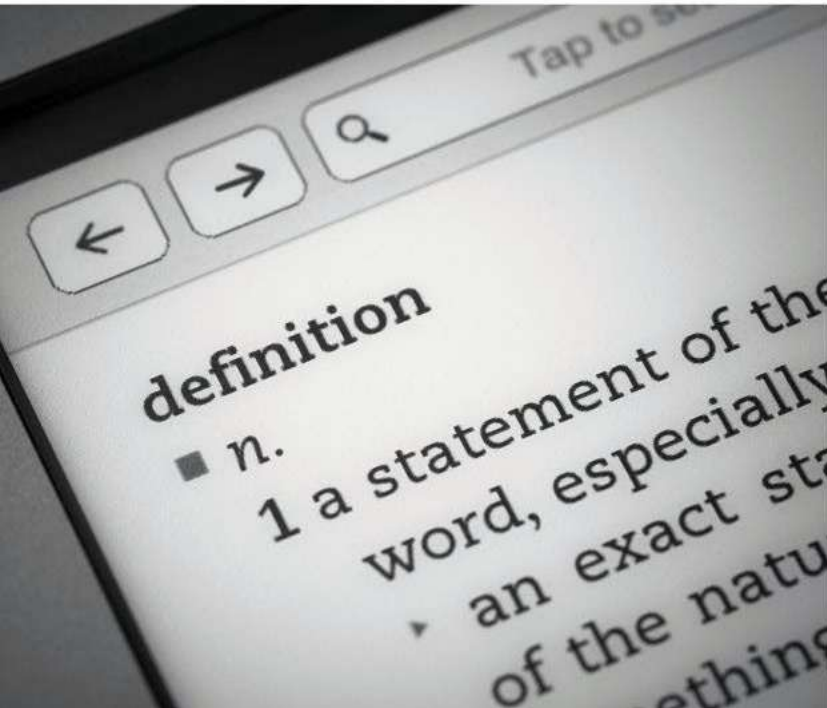 Tap to
definition
n.
1 a statement of the
word, especially
an exact
of the